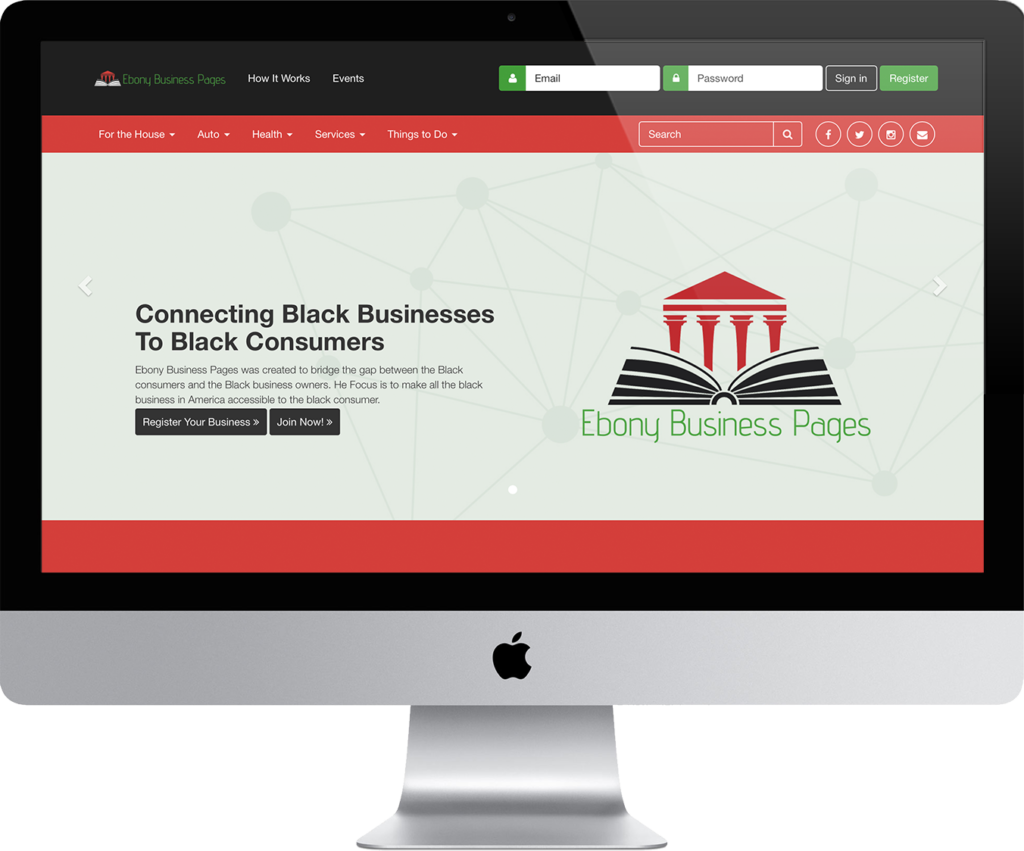 Ebony Business Pages How It Works Events Email Password Sign in Register
For the House Auto Health Services Things to Do Search
Connecting Black Businesses
To Black Consumers
Ebony Business Pages was created to bridge the gap between the Black
consumers and the Black business owners. He Focus is to make all the black
business in America accessible to the black consumer.
Register Your Business » Join Now! »
Ebony Business Pages